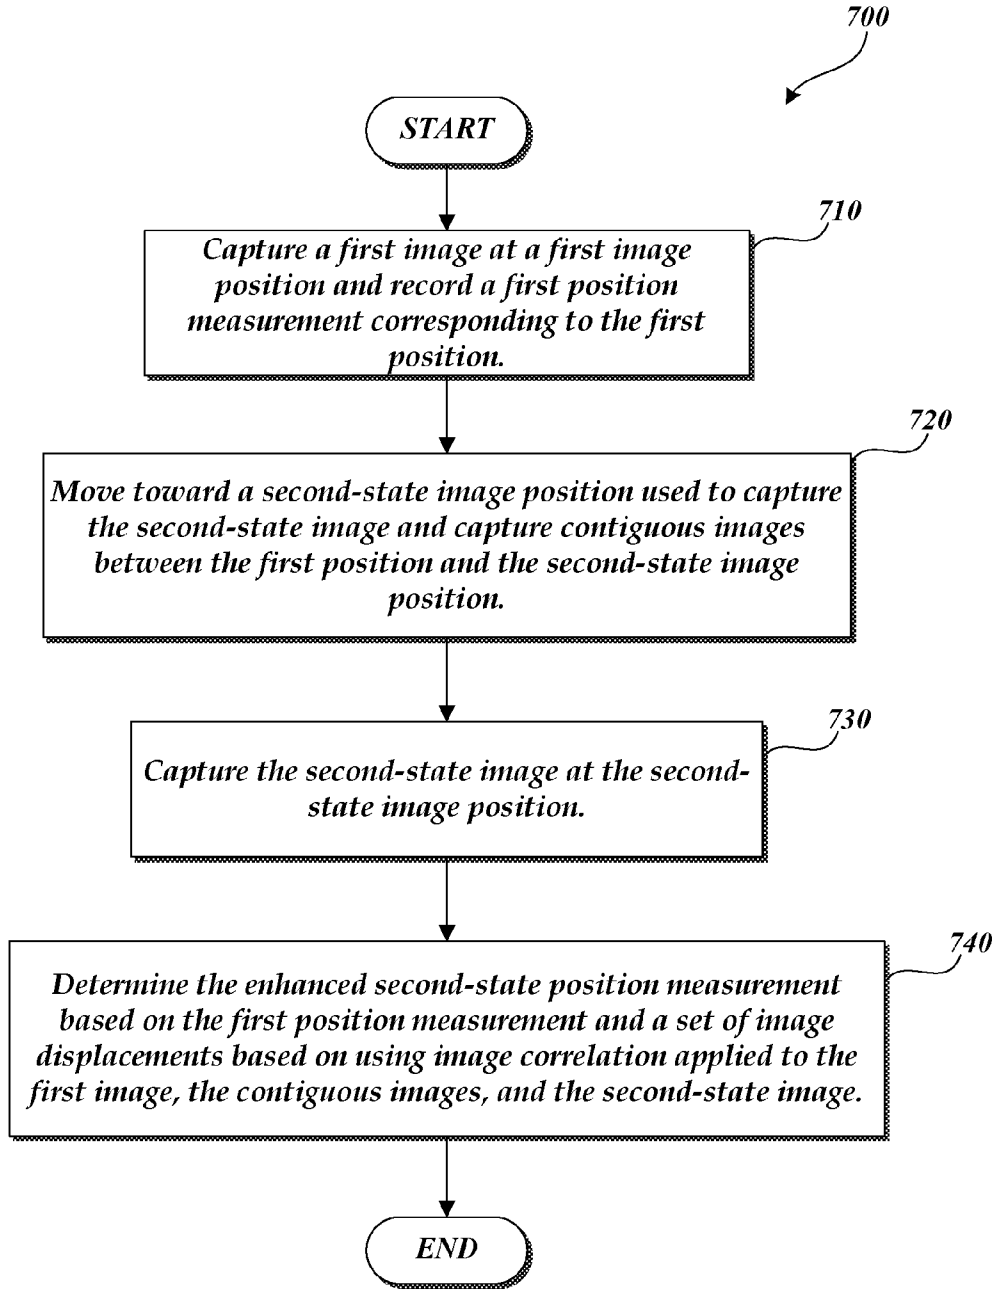 700
START
710
Capture a first image at a first image
position and record a first position
measurement corresponding to the first
position.
720
Move toward a second-state image position used to capture
the second-state image and capture contiguous images
between the first position and the second-state image
position.
730
Capture the second-state image at the second-
state image position.
740
Determine the enhanced second-state position measurement
based on the first position measurement and a set of image
displacements based on using image correlation applied to the
first image, the contiguous images, and the second-state image.
END